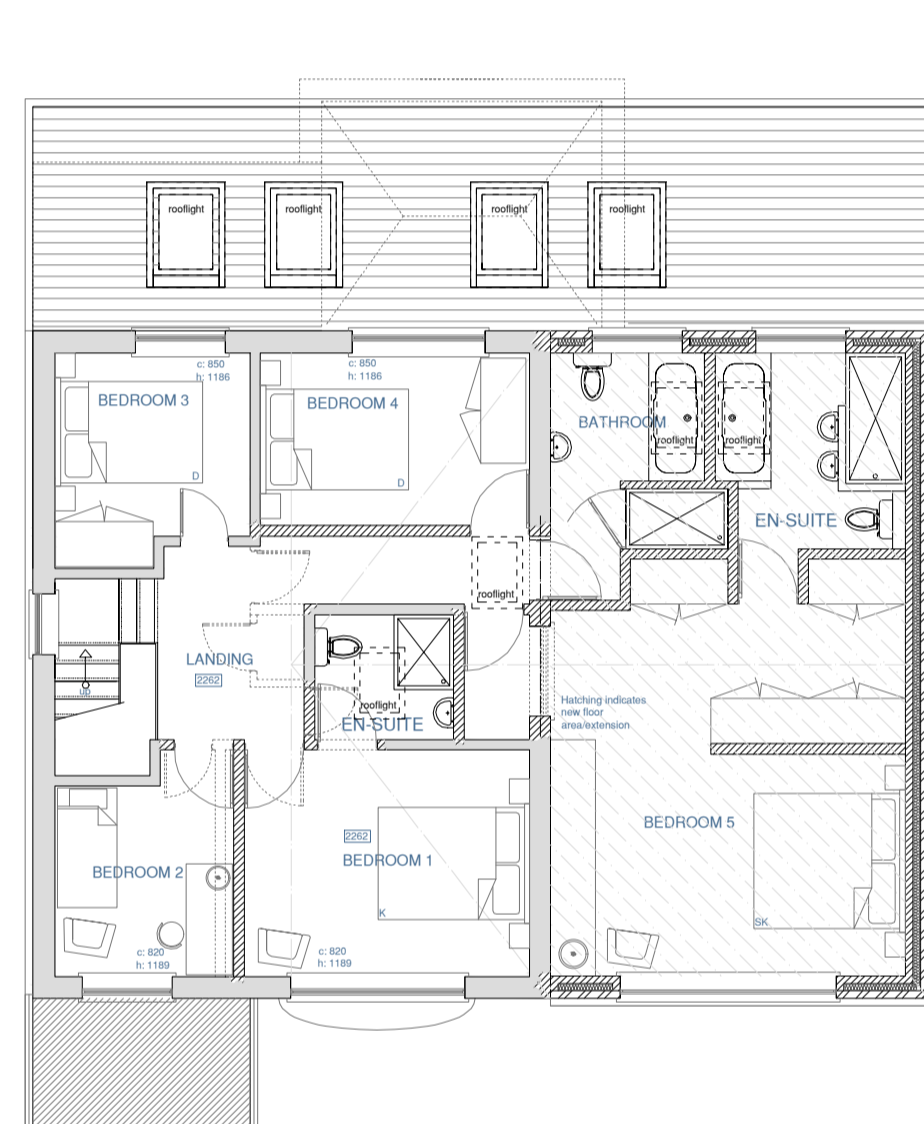 rooflight
rooflight
rooflight
rooflight
c: 850
h: 1186
c: 850
h: 1186
BEDROOM 3
BEDROOM 4
BATHROOM
rooflight
rooflight
D
D
EN-SUITE
rooflight
LANDING
2262
up
rooflight
EN-SUITE
Hatching indicates
new floor
area/extension
BEDROOM 5
2262
BEDROOM 1
BEDROOM 2
K
SK
c: 820
h: 1189
c: 820
h: 1189